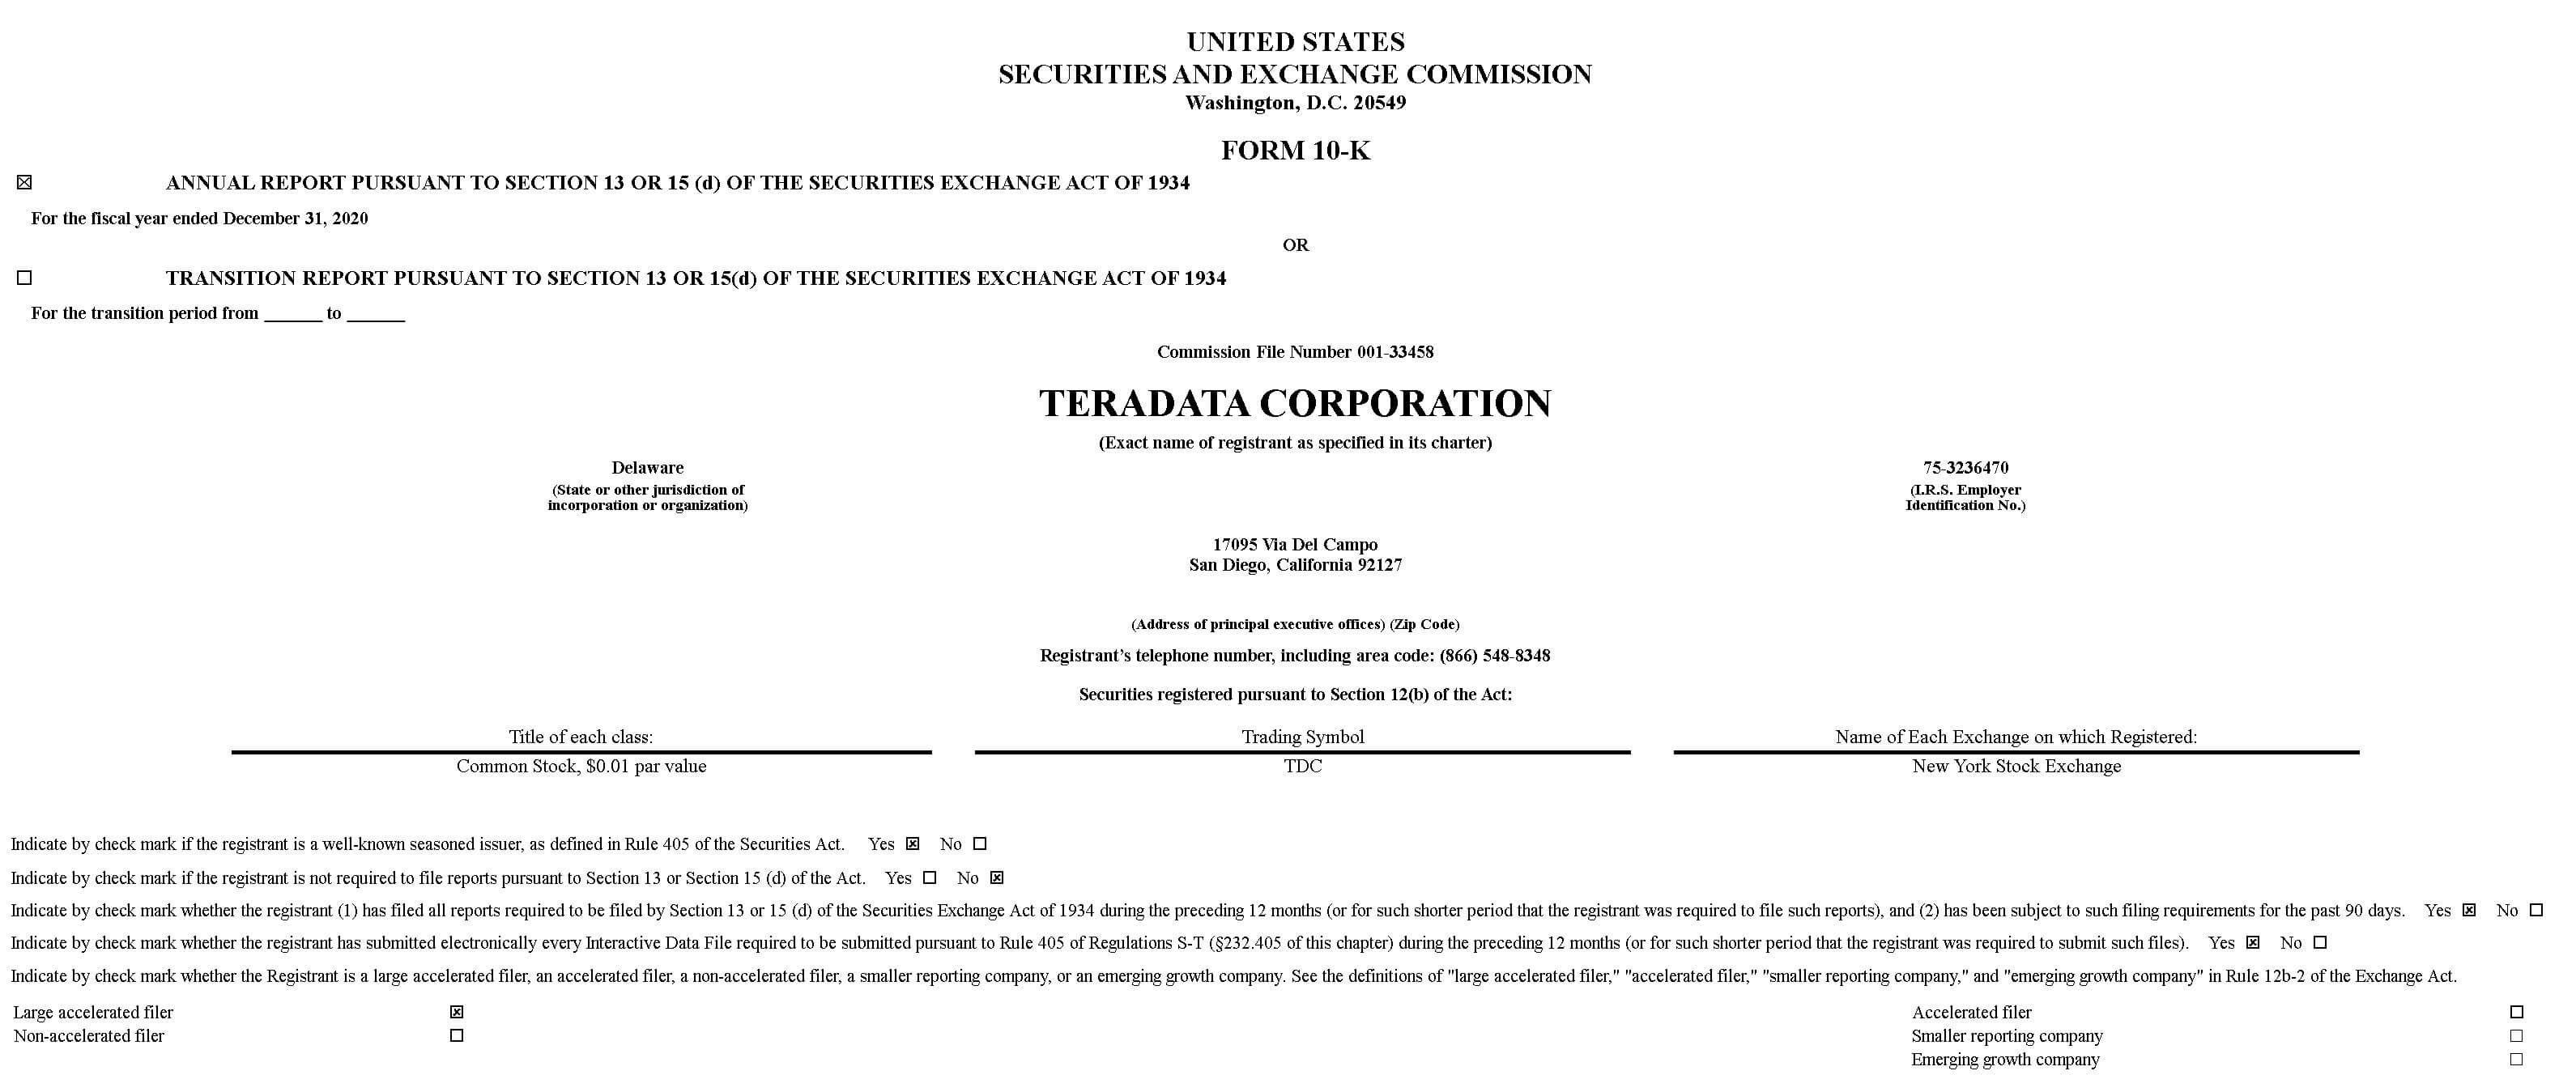 UNITED STATES
SECURITIES AND EXCHANGE COMMISSION
Washington, D.C. 20549
FORM 10-K
☒ ANNUAL REPORT PURSUANT TO SECTION 13 OR 15 (d) OF THE SECURITIES EXCHANGE ACT OF 1934
For the fiscal year ended December 31, 2020
OR
☐ TRANSITION REPORT PURSUANT TO SECTION 13 OR 15(d) OF THE SECURITIES EXCHANGE ACT OF 1934
For the transition period from ______ to ______
Commission File Number 001-33458
TERADATA CORPORATION
(Exact name of registrant as specified in its charter)
Delaware 75-3236470
(State or other jurisdiction of (I.R.S. Employer
incorporation or organization) Identification No.)
17095 Via Del Campo
San Diego, California 92127
(Address of principal executive offices) (Zip Code)
Registrant’s telephone number, including area code: (866) 548-8348
Securities registered pursuant to Section 12(b) of the Act:
Title of each class: Trading Symbol Name of Each Exchange on which Registered:
Common Stock, $0.01 par value TDC New York Stock Exchange
Indicate by check mark if the registrant is a well-known seasoned issuer, as defined in Rule 405 of the Securities Act. Yes ☒ No ☐
Indicate by check mark if the registrant is not required to file reports pursuant to Section 13 or Section 15 (d) of the Act. Yes ☐ No ☒
Indicate by check mark whether the registrant (1) has filed all reports required to be filed by Section 13 or 15 (d) of the Securities Exchange Act of 1934 during the preceding 12 months (or for such shorter period that the registrant was required to file such reports), and (2) has been subject to such filing requirements for the past 90 days. Yes ☒ No ☐
Indicate by check mark whether the registrant has submitted electronically every Interactive Data File required to be submitted pursuant to Rule 405 of Regulations S-T (§232.405 of this chapter) during the preceding 12 months (or for such shorter period that the registrant was required to submit such files). Yes ☒ No ☐
Indicate by check mark whether the Registrant is a large accelerated filer, an accelerated filer, a non-accelerated filer, a smaller reporting company, or an emerging growth company. See the definitions of "large accelerated filer," "accelerated filer," "smaller reporting company," and "emerging growth company" in Rule 12b-2 of the Exchange Act.
Large accelerated filer ☒ Accelerated filer ☐
Non-accelerated filer ☐ Smaller reporting company ☐
Emerging growth company ☐